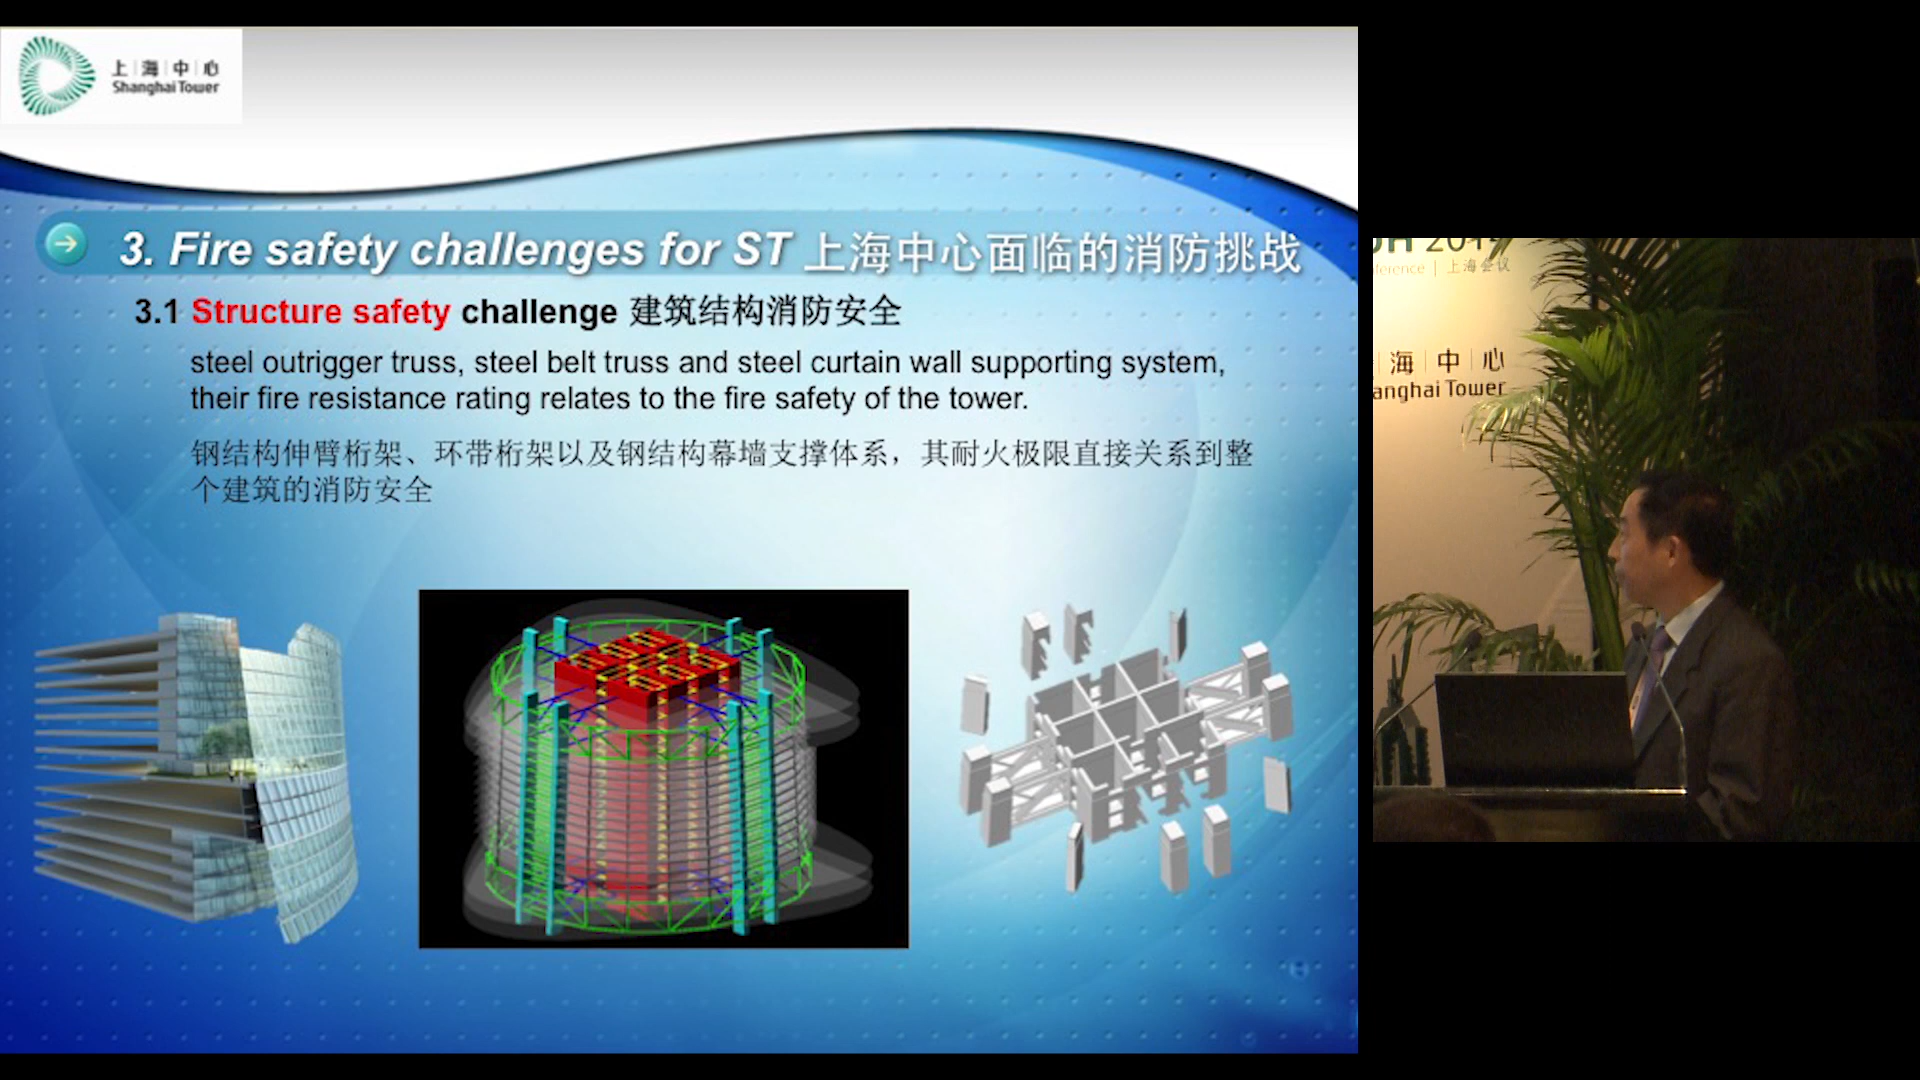 上海中心
Shanghai Tower
3. Fire safety challenges for ST 上海中心面临的消防挑战
3.1 Structure safety challenge 建筑结构消防安全
steel outrigger truss, steel belt truss and steel curtain wall supporting system,
their fire resistance rating relates to the fire safety of the tower.
钢结构伸臂桁架、环带桁架以及钢结构幕墙支撑体系，其耐火极限直接关系到整
个建筑的消防安全
上海会议
海中心
anghai Tower